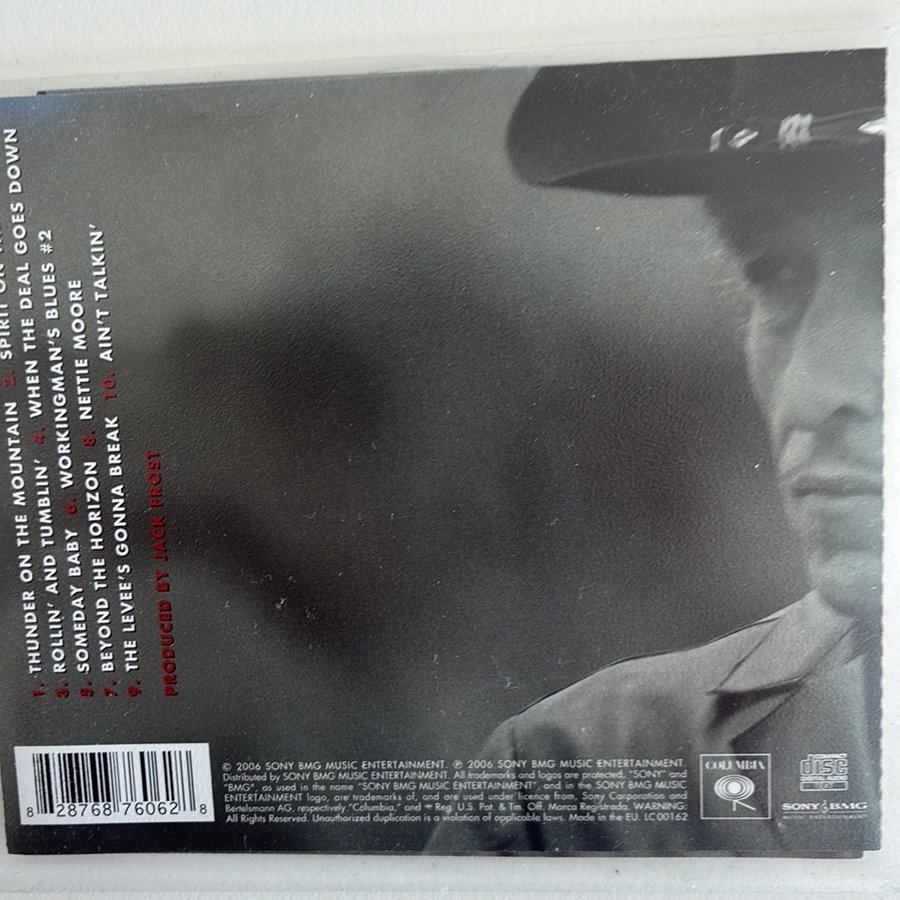 1. THUNDER ON THE MOUNTAIN 2. SPIRIT ON
3. ROLLIN' AND TUMBLIN' 4. WHEN THE DEAL GOES DOWN
5. SOMEDAY BABY 6. WORKINGMAN'S BLUES #2
7. BEYOND THE HORIZON 8. NETTIE MOORE
9. THE LEVEE'S GONNA BREAK 10. AIN'T TALKIN'
PRODUCED BY JACK FROST
8 28768 76062 8
© 2006 SONY BMG MUSIC ENTERTAINMENT. ℗ 2006 SONY BMG MUSIC ENTERTAINMENT.
Distributed by SONY BMG MUSIC ENTERTAINMENT. All trademarks and logos are protected. "SONY" and
"BMG", as used in the name "SONY BMG MUSIC ENTERTAINMENT", and, in the SONY BMG MUSIC
ENTERTAINMENT logo, are trademarks of, and are used under licence from, Sony Corporation and
Bertelsmann AG, respectively "Columbia," and Reg. U.S. Pat. & Tm. Off. Marca Registrada. WARNING:
All Rights Reserved. Unauthorized duplication is a violation of applicable laws. Made in the EU. LC00162
COLUMBIA
COMPACT
disc
DIGITAL AUDIO
TEXT
SONY BMG
MUSIC ENTERTAINMENT